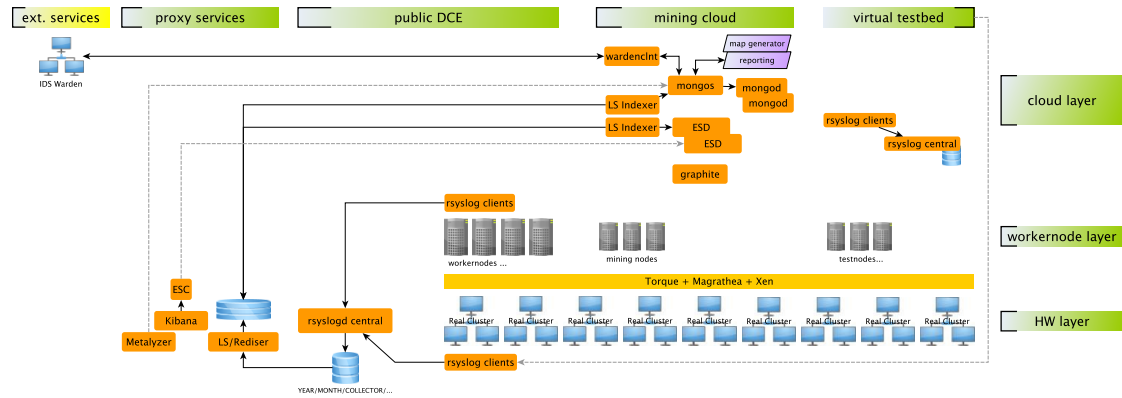 ext. services
proxy services
public DCE
mining cloud
virtual testbed
IDS Warden
wardenclnt
map generator
reporting
mongos
mongod
mongod
LS Indexer
LS Indexer
ESD
ESD
graphite
rsyslog clients
rsyslog central
cloud layer
rsyslog clients
workernodes ...
mining nodes
testnodes...
workernode layer
Torque + Magrathea + Xen
ESC
Kibana
Metalyzer
LS/Rediser
rsyslogd central
YEAR/MONTH/COLLECTOR/...
Real Cluster
Real Cluster
Real Cluster
Real Cluster
Real Cluster
Real Cluster
Real Cluster
Real Cluster
Real Cluster
rsyslog clients
HW layer